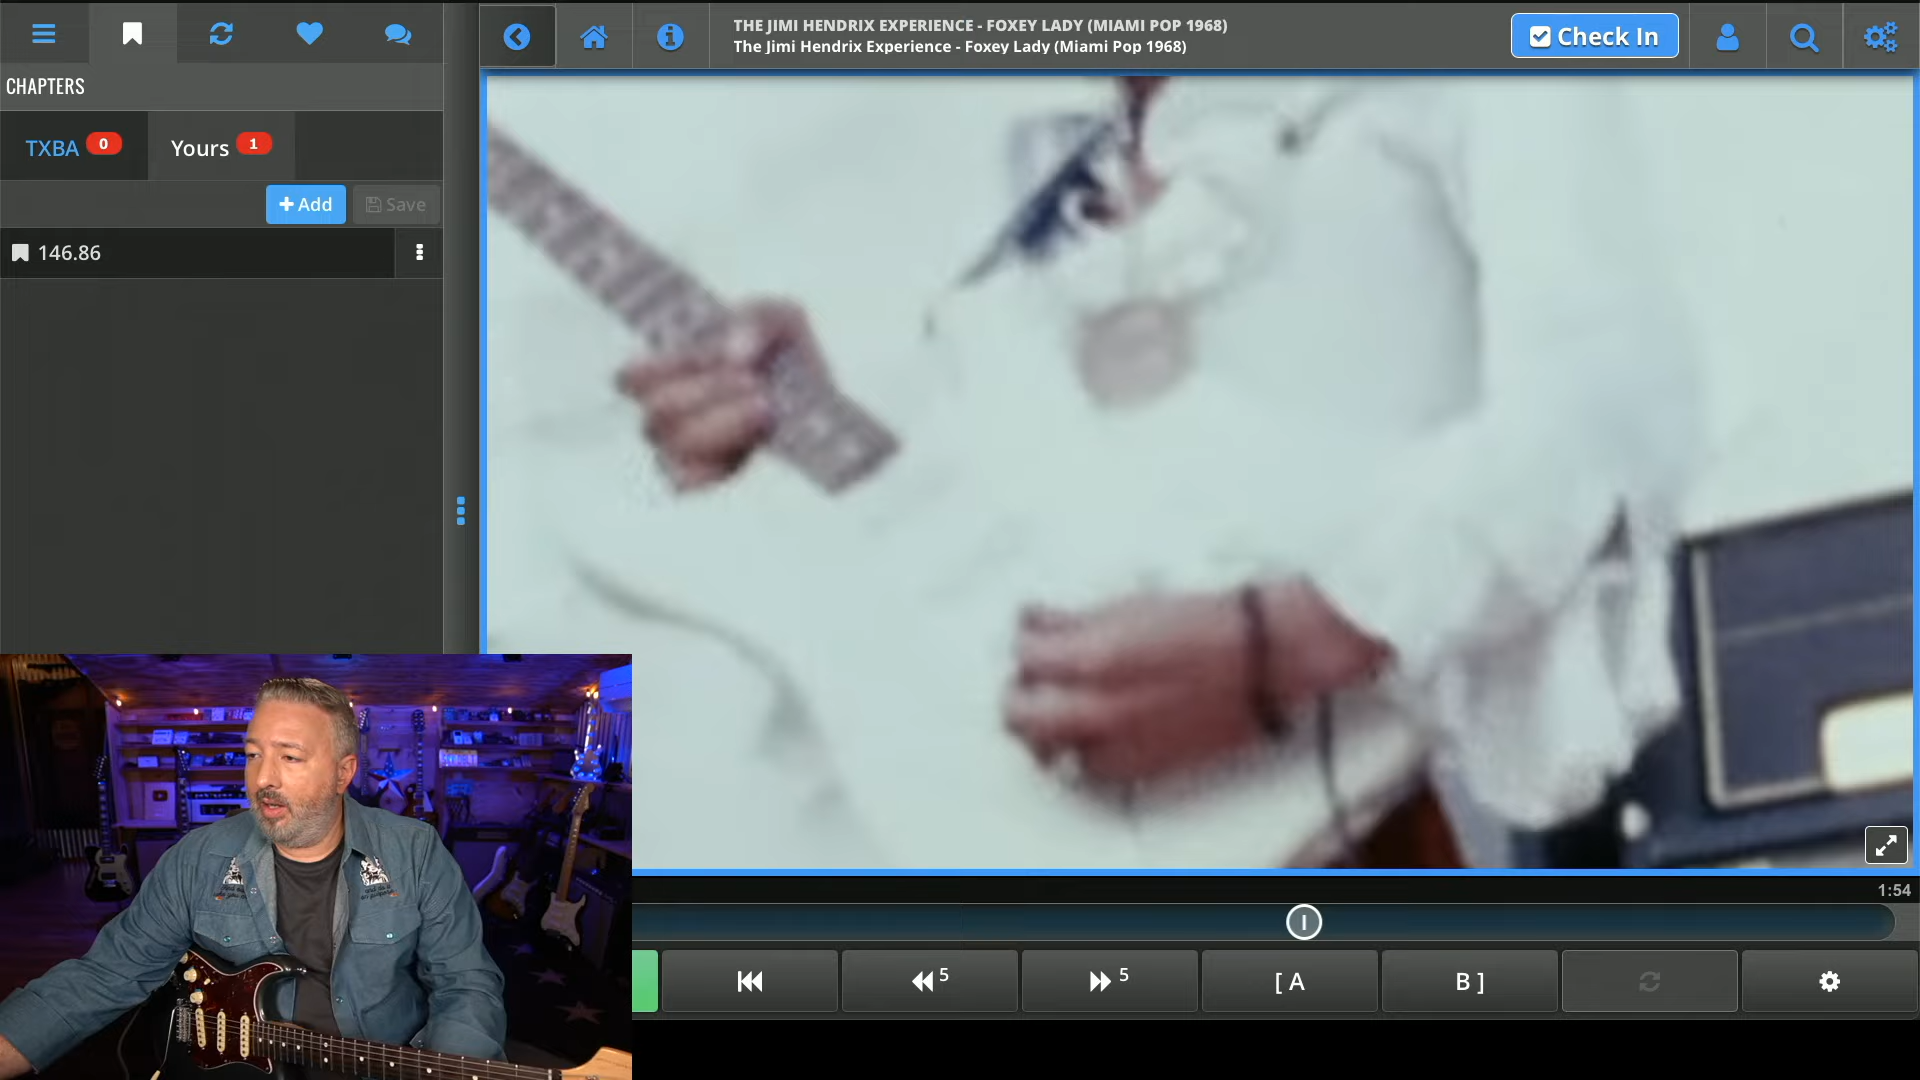 THE JIMI HENDRIX EXPERIENCE - FOXEY LADY (MIAMI POP 1968)
The Jimi Hendrix Experience - Foxey Lady (Miami Pop 1968)
Check In
CHAPTERS
TXBA 0
Yours 1
+ Add
Save
146.86
1:54
5
5
[ A
B ]